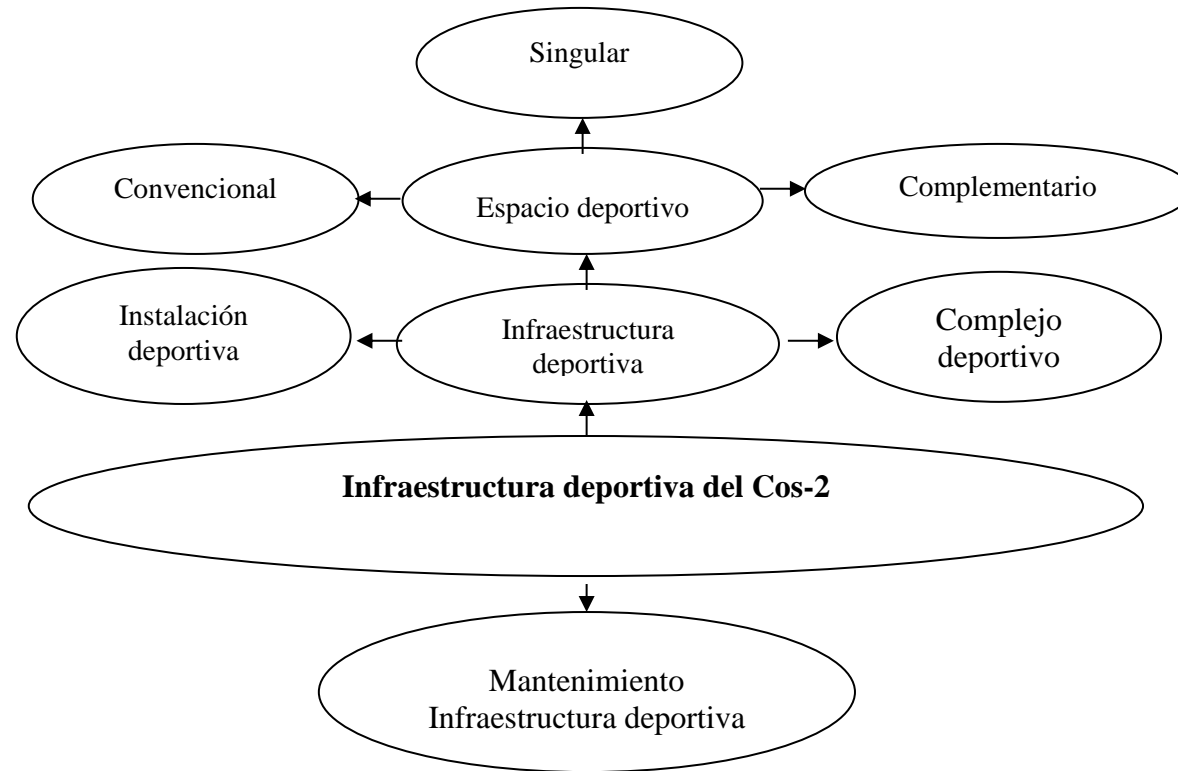 Singular
Convencional
Espacio deportivo
Complementario
Instalación
deportiva
Infraestructura
deportiva
Complejo
deportivo
Infraestructura deportiva del Cos-2
Mantenimiento
Infraestructura deportiva